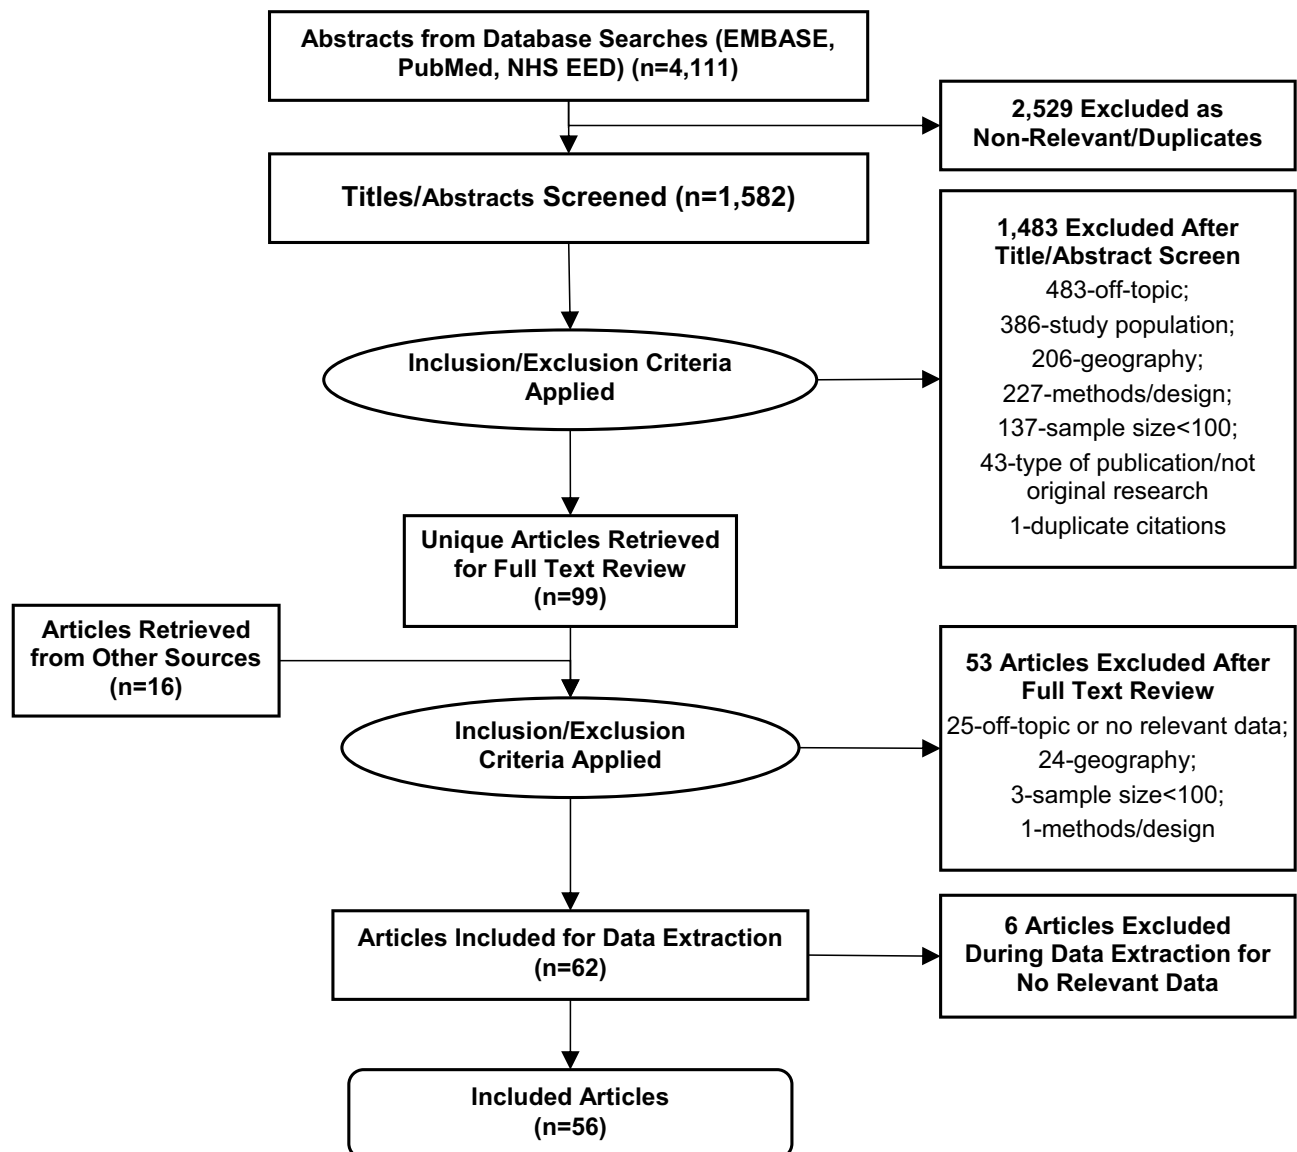 Abstracts from Database Searches (EMBASE,
PubMed, NHS EED) (n=4,111)
2,529 Excluded as
Non-Relevant/Duplicates
Titles/Abstracts Screened (n=1,582)
1,483 Excluded After
Title/Abstract Screen
483-off-topic;
386-study population;
206-geography;
227-methods/design;
137-sample size<100;
43-type of publication/not
original research
1-duplicate citations
Inclusion/Exclusion Criteria
Applied
Unique Articles Retrieved
for Full Text Review
(n=99)
Articles Retrieved
from Other Sources
(n=16)
Inclusion/Exclusion
Criteria Applied
53 Articles Excluded After
Full Text Review
25-off-topic or no relevant data;
24-geography;
3-sample size<100;
1-methods/design
Articles Included for Data Extraction
(n=62)
6 Articles Excluded
During Data Extraction for
No Relevant Data
Included Articles
(n=56)